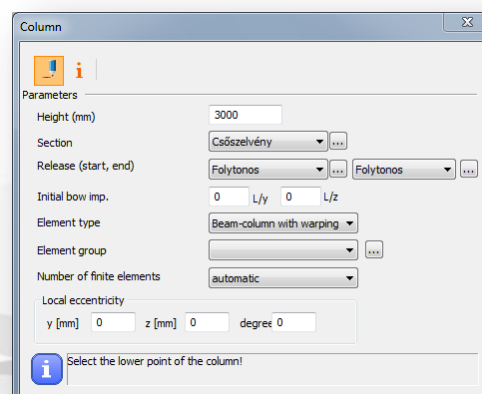 Column
Parameters
Height (mm) 3000
Section Csőszelvény ...
Release (start, end) Folytonos ... Folytonos ...
Initial bow imp. 0 L/y 0 L/z
Element type Beam-column with warping
Element group ...
Number of finite elements automatic
Local eccentricity
y [mm] 0 z [mm] 0 degree 0
Select the lower point of the column!